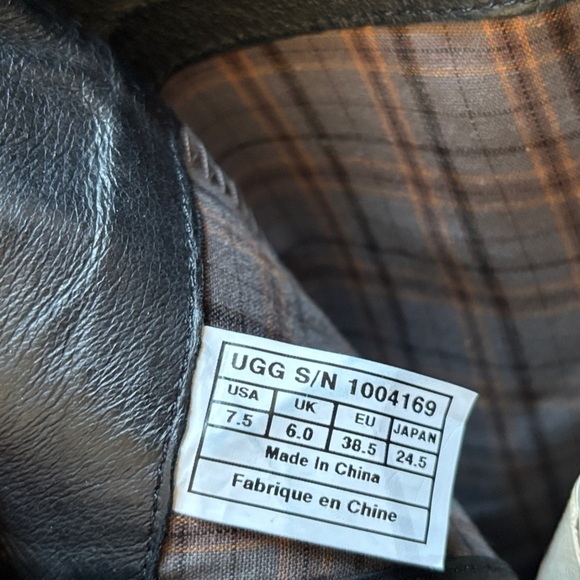 UGG S/N 1004169
USA UK EU JAPAN
7.5 6.0 38.5 24.5
Made In China
Fabrique en Chine